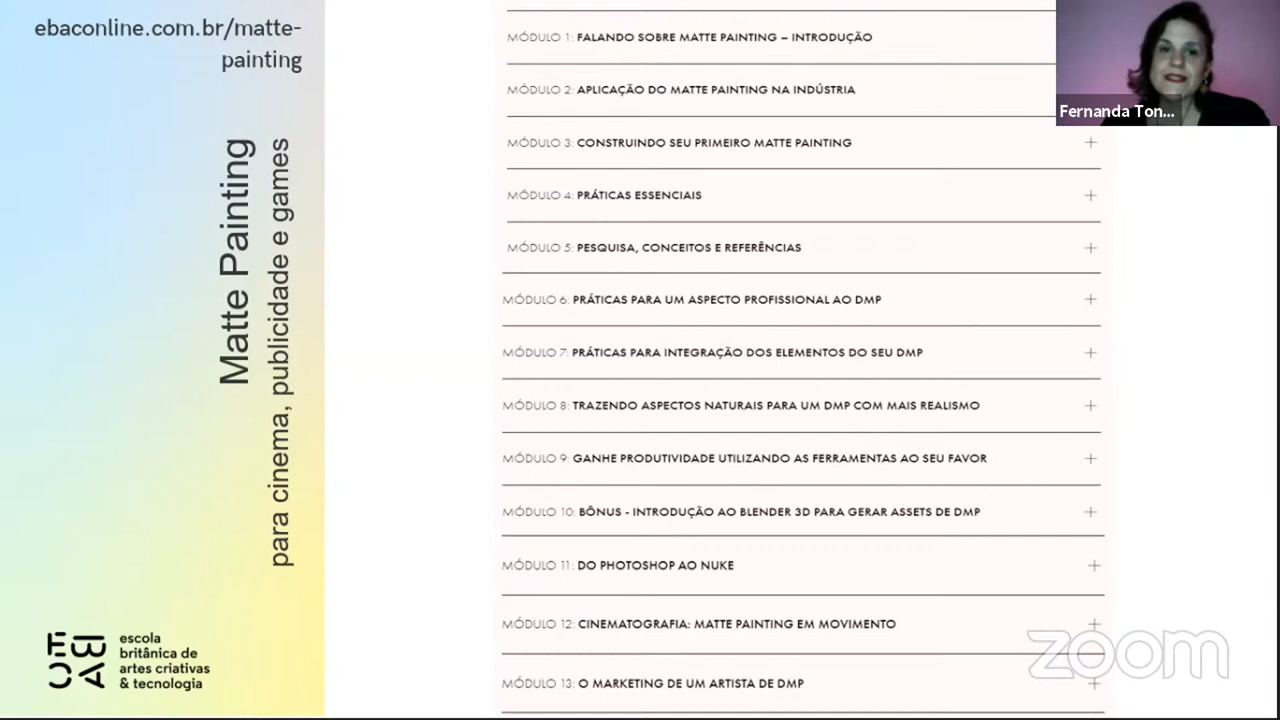 ebaconline.com.br/matte-
painting
Matte Painting
para cinema, publicidade e games
escola
britânica de
artes criativas
& tecnologia
MÓDULO 1: FALANDO SOBRE MATTE PAINTING – INTRODUÇÃO
MÓDULO 2: APLICAÇÃO DO MATTE PAINTING NA INDÚSTRIA
MÓDULO 3: CONSTRUINDO SEU PRIMEIRO MATTE PAINTING
MÓDULO 4: PRÁTICAS ESSENCIAIS
MÓDULO 5: PESQUISA, CONCEITOS E REFERÊNCIAS
MÓDULO 6: PRÁTICAS PARA UM ASPECTO PROFISSIONAL AO DMP
MÓDULO 7: PRÁTICAS PARA INTEGRAÇÃO DOS ELEMENTOS DO SEU DMP
MÓDULO 8: TRAZENDO ASPECTOS NATURAIS PARA UM DMP COM MAIS REALISMO
MÓDULO 9: GANHE PRODUTIVIDADE UTILIZANDO AS FERRAMENTAS AO SEU FAVOR
MÓDULO 10: BÔNUS - INTRODUÇÃO AO BLENDER 3D PARA GERAR ASSETS DE DMP
MÓDULO 11: DO PHOTOSHOP AO NUKE
MÓDULO 12: CINEMATOGRAFIA: MATTE PAINTING EM MOVIMENTO
MÓDULO 13: O MARKETING DE UM ARTISTA DE DMP
Fernanda Ton...
zoom